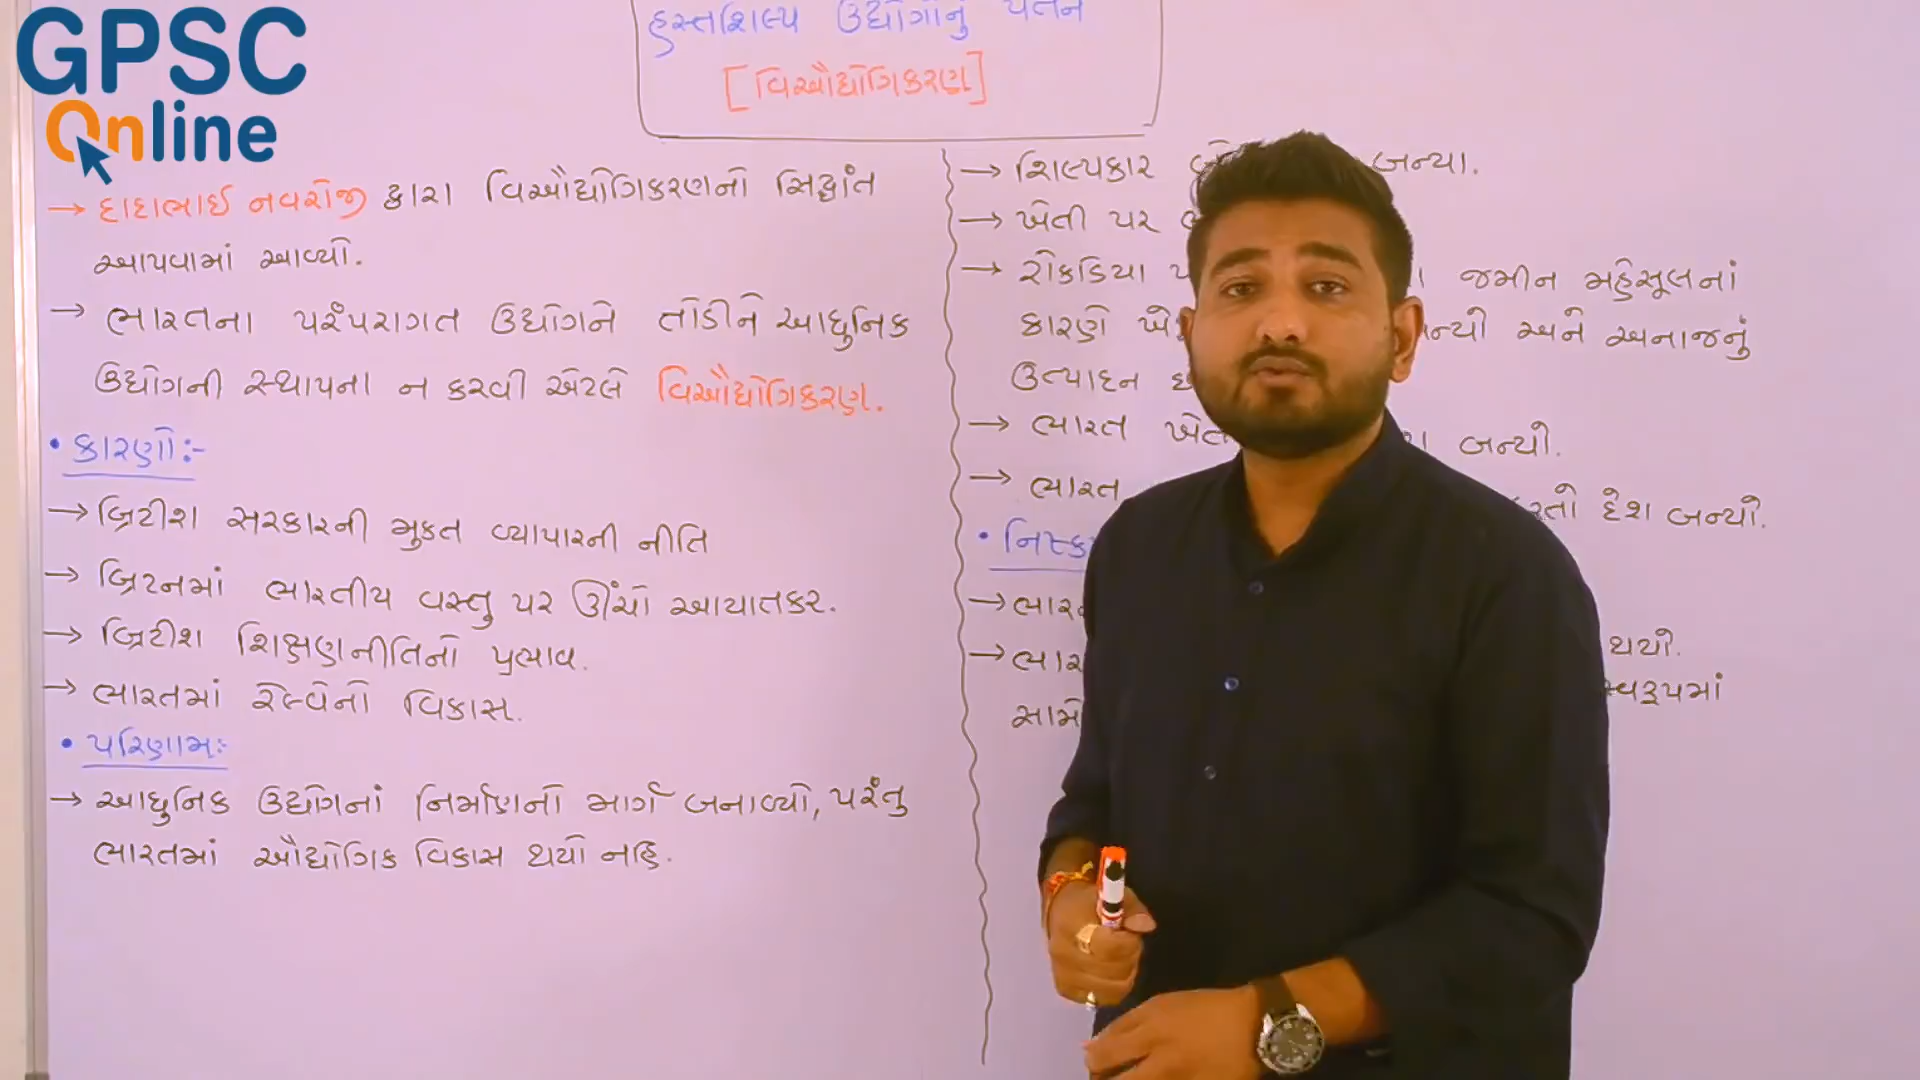 GPSC
Online
હસ્તશિલ્પ ઉદ્યોગોનું પતન
[વિઔદ્યોગિકરણ]
→ દાદાભાઈ નવરોજી દ્વારા વિઔદ્યોગિકરણનો સિદ્ધાંત
આપવામાં આવ્યો.
→ ભારતના પરંપરાગત ઉદ્યોગને તોડીને આધુનિક
ઉદ્યોગની સ્થાપના ન કરવી એટલે વિઔદ્યોગિકરણ.
• કારણો:-
→ બ્રિટીશ સરકારની મુકત વ્યાપારની નીતિ
→ બ્રિટનમાં ભારતીય વસ્તુ પર ઊંચો આયાતકર.
→ બ્રિટીશ શિક્ષણનીતિનો પ્રભાવ.
→ ભારતમાં રેલ્વેનો વિકાસ.
• પરિણામ:
→ આધુનિક ઉદ્યોગનાં નિર્માણનો માર્ગ બનાવ્યો, પરંતુ
ભારતમાં ઔદ્યોગિક વિકાસ થયો નહિ.
→ શિલ્પકાર બન્યા.
→ ખેતી પર
→ રોકડિયા જમીન મહેસૂલનાં
કારણે અને અનાજનું
ઉત્પાદન
→ ભારત બન્યો.
→ ભારત દેશ બન્યો.
•
→
→ થયો.
સ્વરૂપમાં